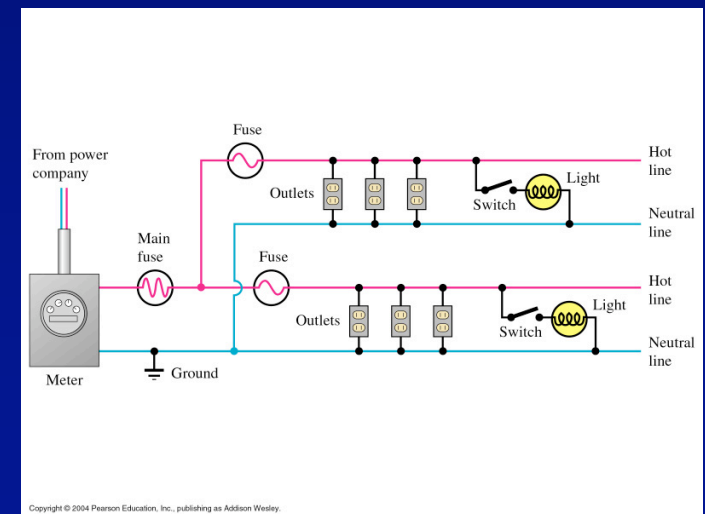 Fuse
From power
company
Hot
line
Outlets
Light
Switch
Neutral
line
Main
fuse
Fuse
Hot
line
Outlets
Light
Switch
Neutral
line
Meter
Ground
Copyright © 2004 Pearson Education, Inc., publishing as Addison Wesley.